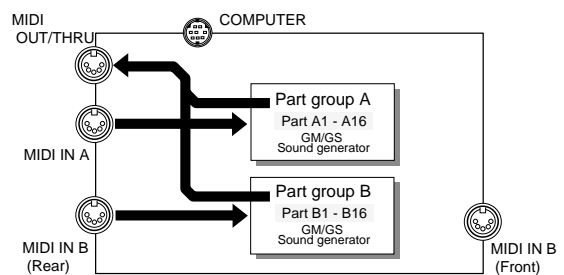 MIDI
OUT/THRU
COMPUTER
Part group A
Part A1 - A16
GM/GS
Sound generator
MIDI IN A
Part group B
Part B1 - B16
GM/GS
Sound generator
MIDI IN B
(Rear)
MIDI IN B
(Front)